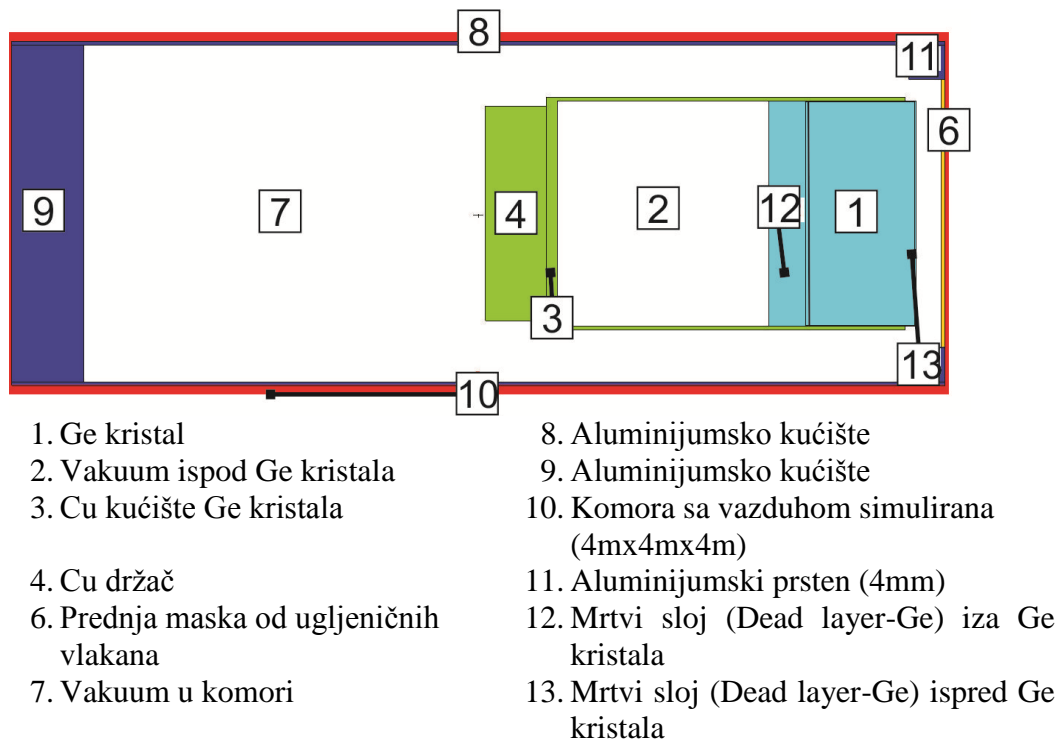 8
11
6
9
7
4
2
12
1
3
13
10
1. Ge kristal
2. Vakuum ispod Ge kristala
3. Cu kućište Ge kristala
4. Cu držač
6. Prednja maska od ugljeničnih
vlakana
7. Vakuum u komori
8. Aluminijumsko kućište
9. Aluminijumsko kućište
10. Komora sa vazduhom simulirana
(4mx4mx4m)
11. Aluminijumski prsten (4mm)
12. Mrtvi sloj (Dead layer-Ge) iza Ge
kristala
13. Mrtvi sloj (Dead layer-Ge) ispred Ge
kristala